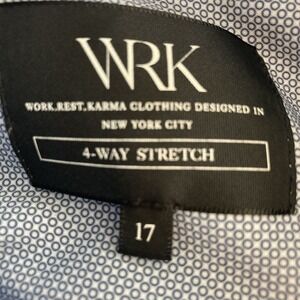 WRK
WORK.REST.KARMA CLOTHING DESIGNED IN
NEW YORK CITY
4-WAY STRETCH
17